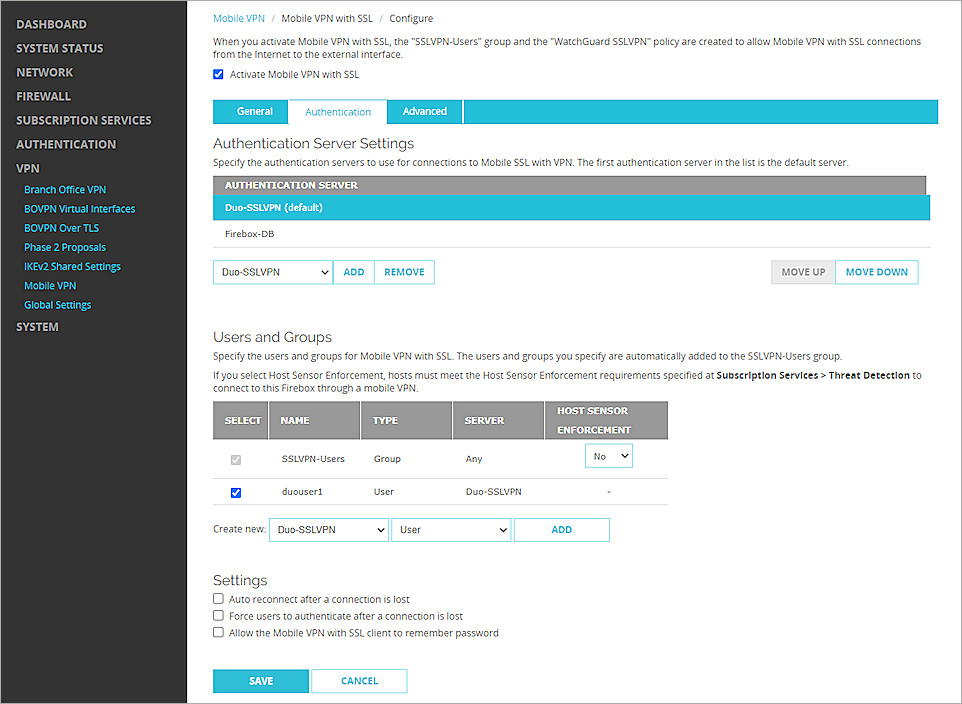 DASHBOARD
SYSTEM STATUS
NETWORK
FIREWALL
SUBSCRIPTION SERVICES
AUTHENTICATION
VPN
Branch Office VPN
BOVPN Virtual Interfaces
BOVPN Over TLS
Phase 2 Proposals
IKEv2 Shared Settings
Mobile VPN
Global Settings
SYSTEM
Mobile VPN / Mobile VPN with SSL / Configure
When you activate Mobile VPN with SSL, the "SSLVPN-Users" group and the "WatchGuard SSLVPN" policy are created to allow Mobile VPN with SSL connections
from the Internet to the external interface.
Activate Mobile VPN with SSL
General Authentication Advanced
Authentication Server Settings
Specify the authentication servers to use for connections to Mobile SSL with VPN. The first authentication server in the list is the default server.
AUTHENTICATION SERVER
Duo-SSLVPN (default)
Firebox-DB
Duo-SSLVPN ADD REMOVE MOVE UP MOVE DOWN
Users and Groups
Specify the users and groups for Mobile VPN with SSL. The users and groups you specify are automatically added to the SSLVPN-Users group.
If you select Host Sensor Enforcement, hosts must meet the Host Sensor Enforcement requirements specified at Subscription Services > Threat Detection to
connect to this Firebox through a mobile VPN.
SELECT NAME TYPE SERVER HOST SENSOR
ENFORCEMENT
SSLVPN-Users Group Any No
duouser1 User Duo-SSLVPN -
Create new: Duo-SSLVPN User ADD
Settings
Auto reconnect after a connection is lost
Force users to authenticate after a connection is lost
Allow the Mobile VPN with SSL client to remember password
SAVE CANCEL